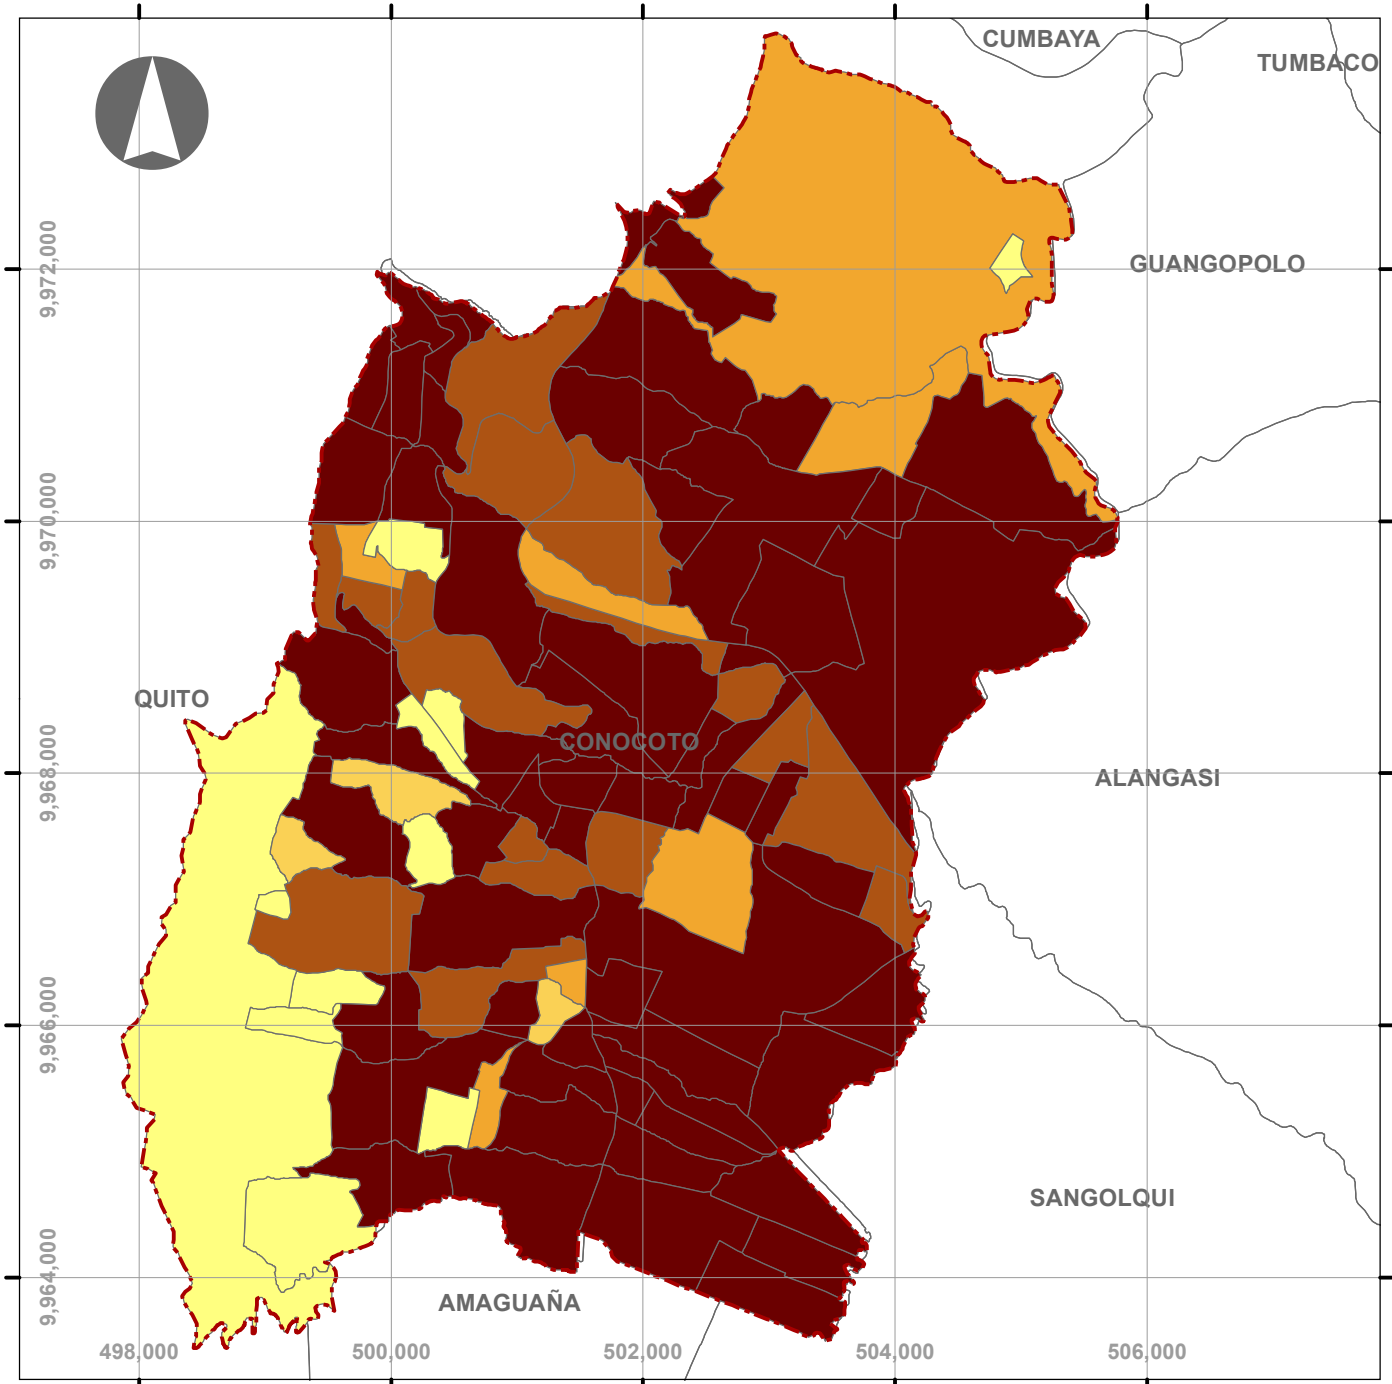 CUMBAYA
TUMBACO
9,972,000
GUANGOPOLO
9,970,000
QUITO
CONOCOTO
9,968,000
ALANGASI
9,966,000
SANGOLQUI
9,964,000
AMAGUAÑA
498,000
500,000
502,000
504,000
506,000